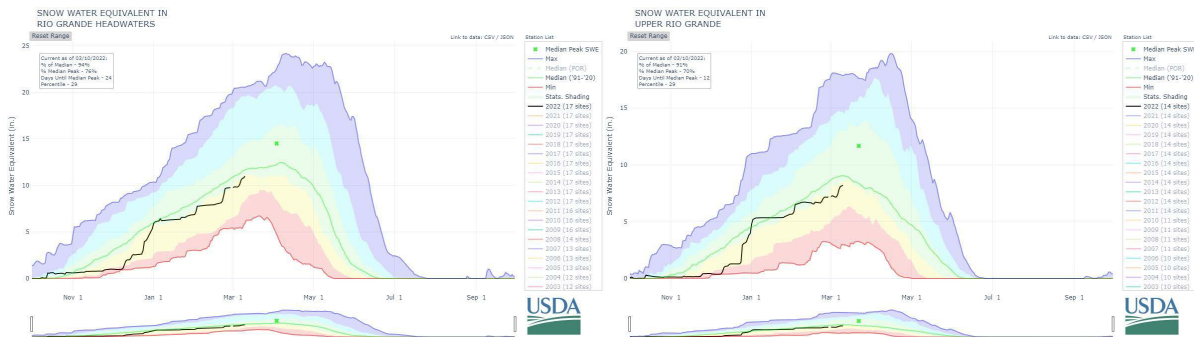 SNOW WATER EQUIVALENT IN
RIO GRANDE HEADWATERS
Reset Range
Link to data: CSV / JSON
Station List
Current as of 03/10/2022:
% of Median - 94%
% Median Peak - 76%
Days Until Median Peak - 24
Percentile - 29
Snow Water Equivalent (in.)
25
20
15
10
5
0
Nov 1
Jan 1
Mar 1
May 1
Jul 1
Sep 1
Median Peak SWE
Max
Median (POR)
Median ('91-'20)
Min
Stats. Shading
2022 (17 sites)
2021 (17 sites)
2020 (17 sites)
2019 (17 sites)
2018 (17 sites)
2017 (17 sites)
2016 (17 sites)
2015 (17 sites)
2014 (17 sites)
2013 (17 sites)
2012 (17 sites)
2011 (16 sites)
2010 (16 sites)
2009 (16 sites)
2008 (14 sites)
2007 (13 sites)
2006 (13 sites)
2005 (13 sites)
2004 (12 sites)
2003 (12 sites)
USDA
SNOW WATER EQUIVALENT IN
UPPER RIO GRANDE
Reset Range
Link to data: CSV / JSON
Station List
Current as of 03/10/2022:
% of Median - 91%
% Median Peak - 70%
Days Until Median Peak - 12
Percentile - 29
Snow Water Equivalent (in.)
20
15
10
5
0
Nov 1
Jan 1
Mar 1
May 1
Jul 1
Sep 1
Median Peak SWE
Max
Median (POR)
Median ('91-'20)
Min
Stats. Shading
2022 (14 sites)
2021 (14 sites)
2020 (14 sites)
2019 (14 sites)
2018 (14 sites)
2017 (14 sites)
2016 (14 sites)
2015 (14 sites)
2014 (14 sites)
2013 (14 sites)
2012 (14 sites)
2011 (14 sites)
2010 (11 sites)
2009 (11 sites)
2008 (11 sites)
2007 (11 sites)
2006 (10 sites)
2005 (10 sites)
2004 (10 sites)
2003 (10 sites)
USDA